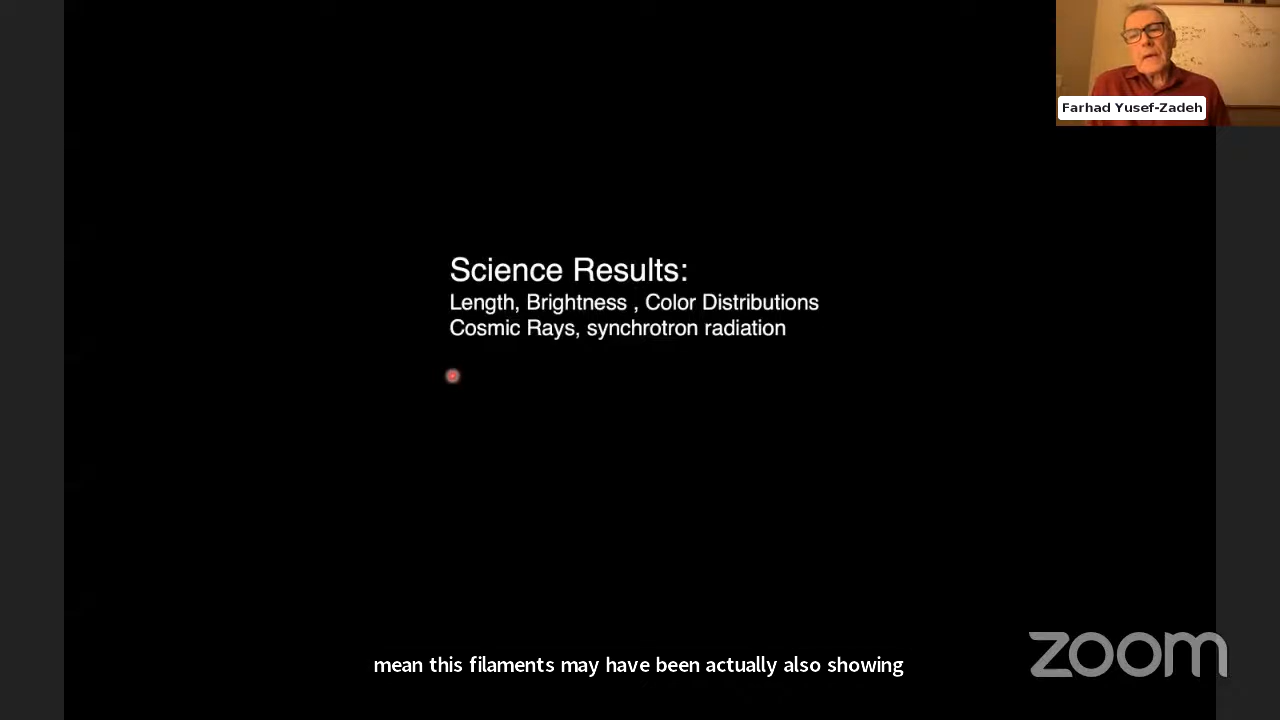 Farhad Yusef-Zadeh
Science Results:
Length, Brightness , Color Distributions
Cosmic Rays, synchrotron radiation
mean this filaments may have been actually also showing
zoom